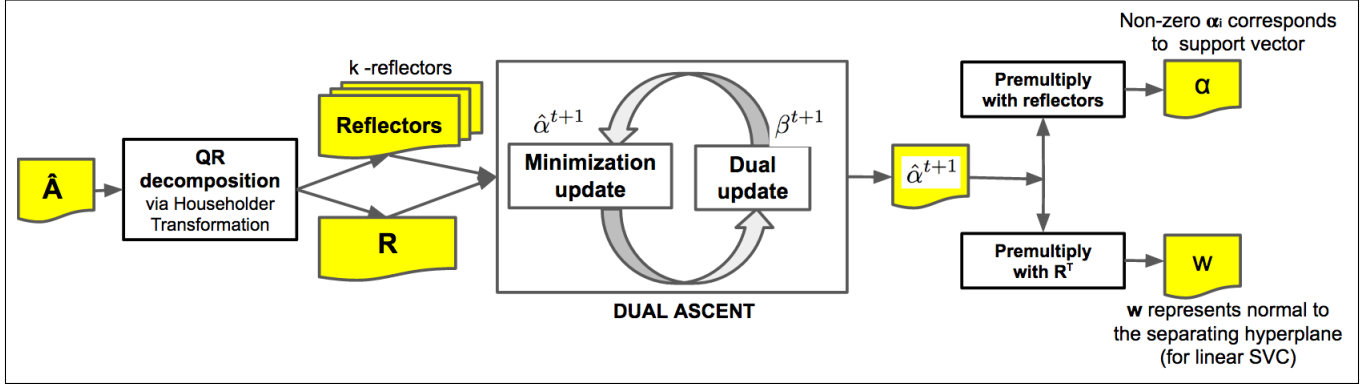 Â
QR
decomposition
via Householder
Transformation
k -reflectors
Reflectors
R
α̂ᵗ⁺¹
βᵗ⁺¹
Minimization
update
Dual
update
DUAL ASCENT
α̂ᵗ⁺¹
Premultiply
with reflectors
Non-zero αᵢ corresponds
to support vector
α
Premultiply
with Rᵀ
w
w represents normal to
the separating hyperplane
(for linear SVC)